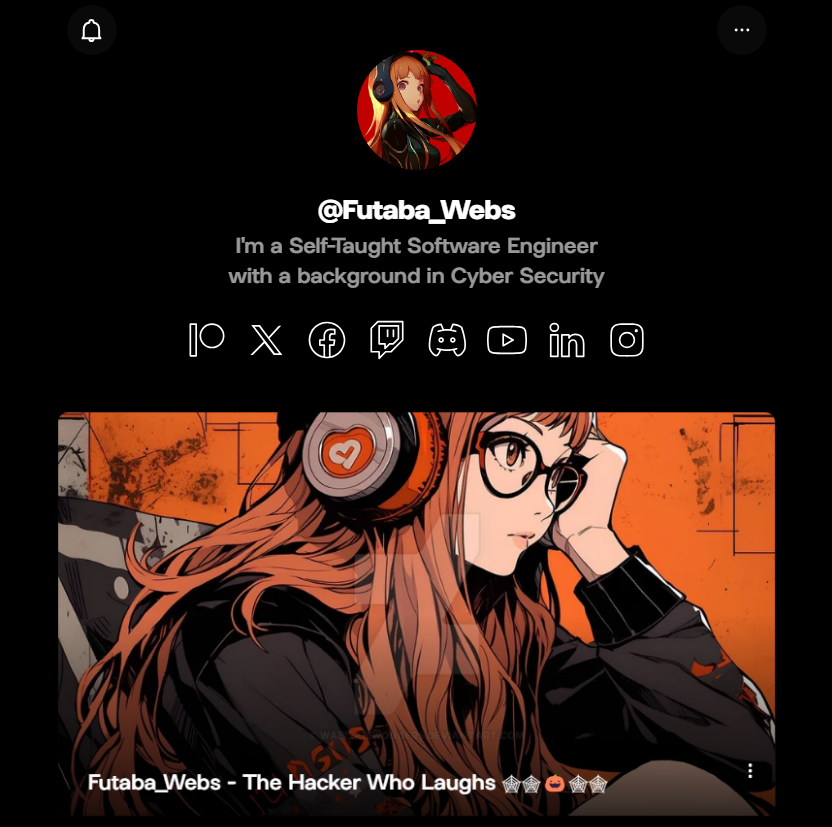 @Futaba_Webs
I'm a Self-Taught Software Engineer
with a background in Cyber Security
Futaba_Webs - The Hacker Who Laughs 🕸️🕸️🎃🕸️🕸️